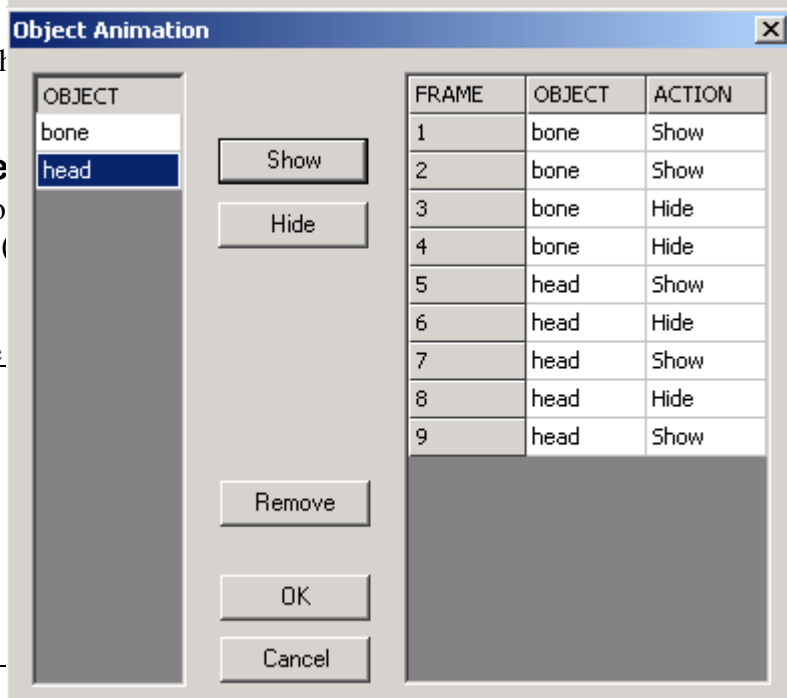 Object Animation
OBJECT
bone
head
Show
Hide
Remove
OK
Cancel
FRAME OBJECT ACTION
1 bone Show
2 bone Show
3 bone Hide
4 bone Hide
5 head Show
6 head Hide
7 head Show
8 head Hide
9 head Show